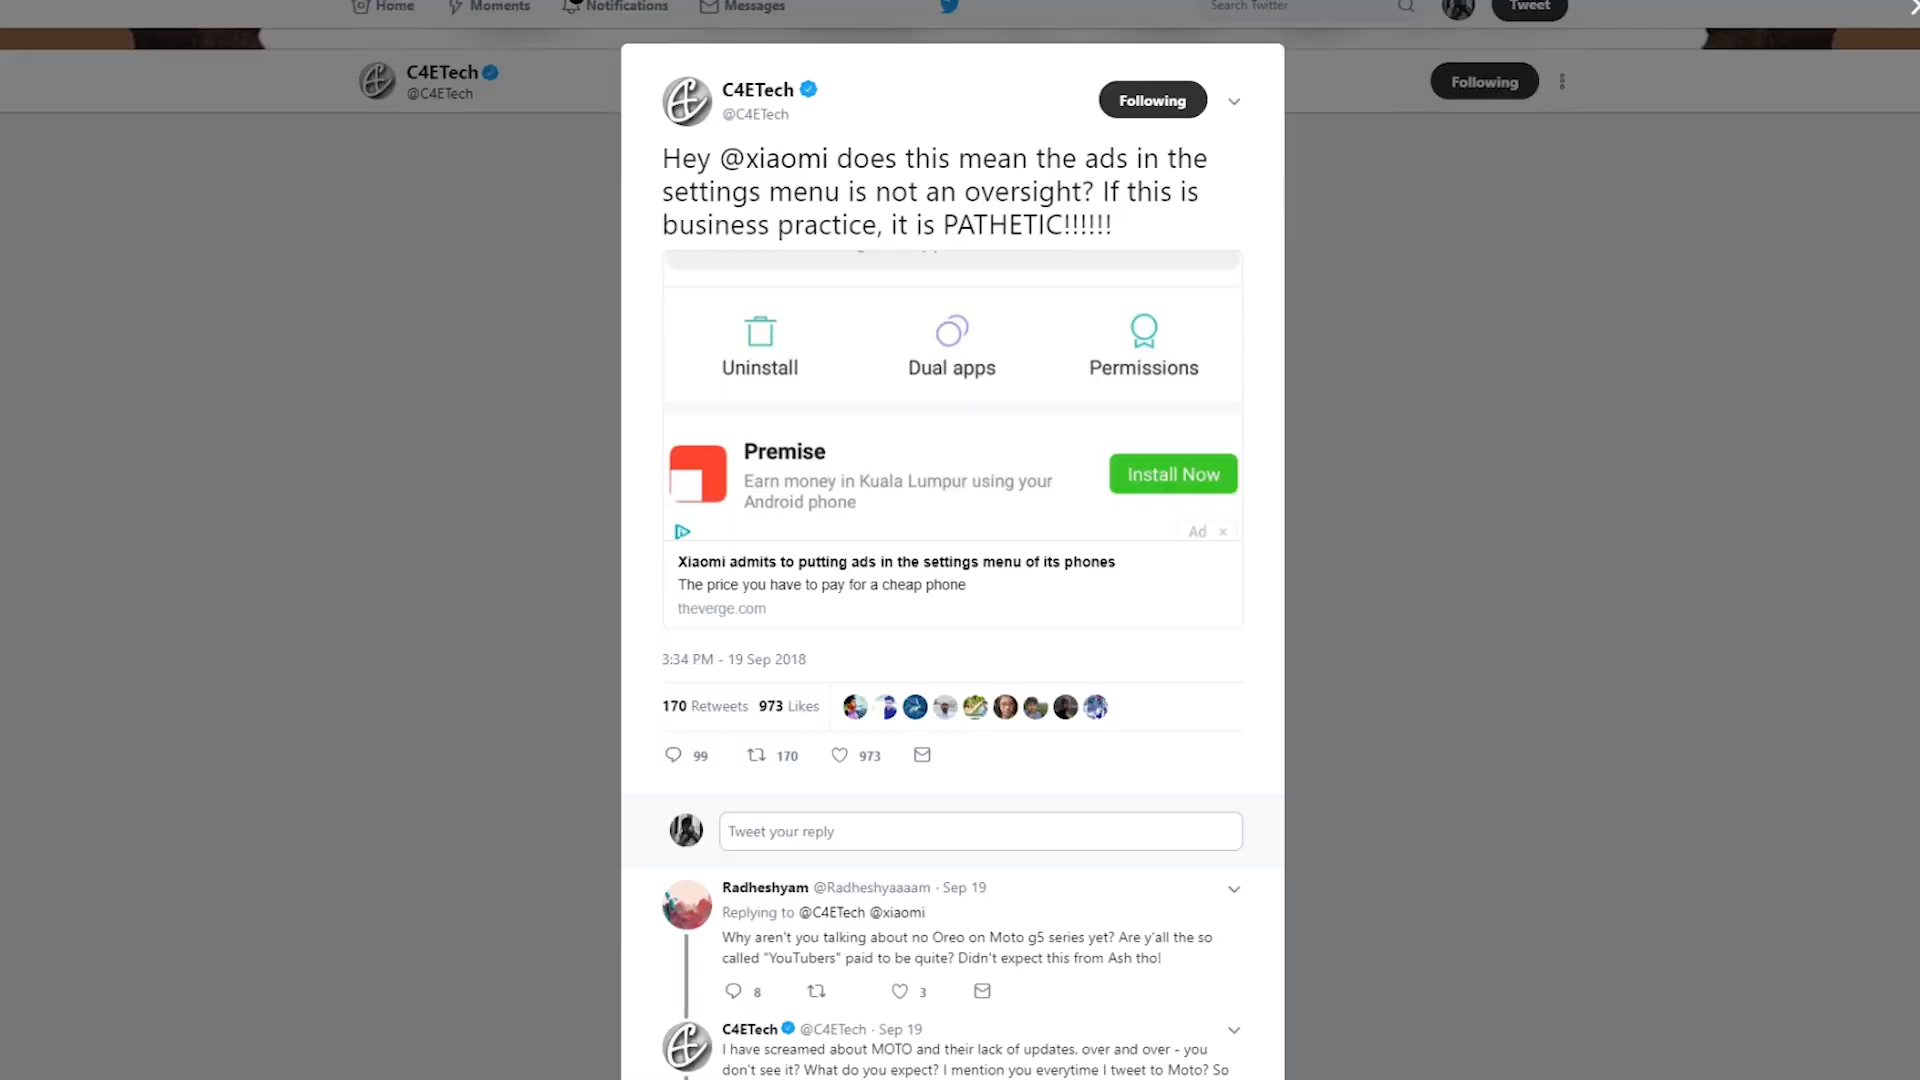 Home Moments Notifications Messages Search Twitter Tweet
C4ETech
@C4ETech
Following
C4ETech
@C4ETech
Following
Hey @xiaomi does this mean the ads in the
settings menu is not an oversight? If this is
business practice, it is PATHETIC!!!!!!
Uninstall Dual apps Permissions
Premise
Earn money in Kuala Lumpur using your
Android phone
Install Now
Ad ×
Xiaomi admits to putting ads in the settings menu of its phones
The price you have to pay for a cheap phone
theverge.com
3:34 PM - 19 Sep 2018
170 Retweets 973 Likes
99 170 973
Tweet your reply
Radheshyam @Radheshyaaaam · Sep 19
Replying to @C4ETech @xiaomi
Why aren't you talking about no Oreo on Moto g5 series yet? Are y'all the so
called "YouTubers" paid to be quite? Didn't expect this from Ash tho!
8 3
C4ETech @C4ETech · Sep 19
I have screamed about MOTO and their lack of updates, over and over - you
don't see it? What do you expect? I mention you everytime I tweet to Moto? So